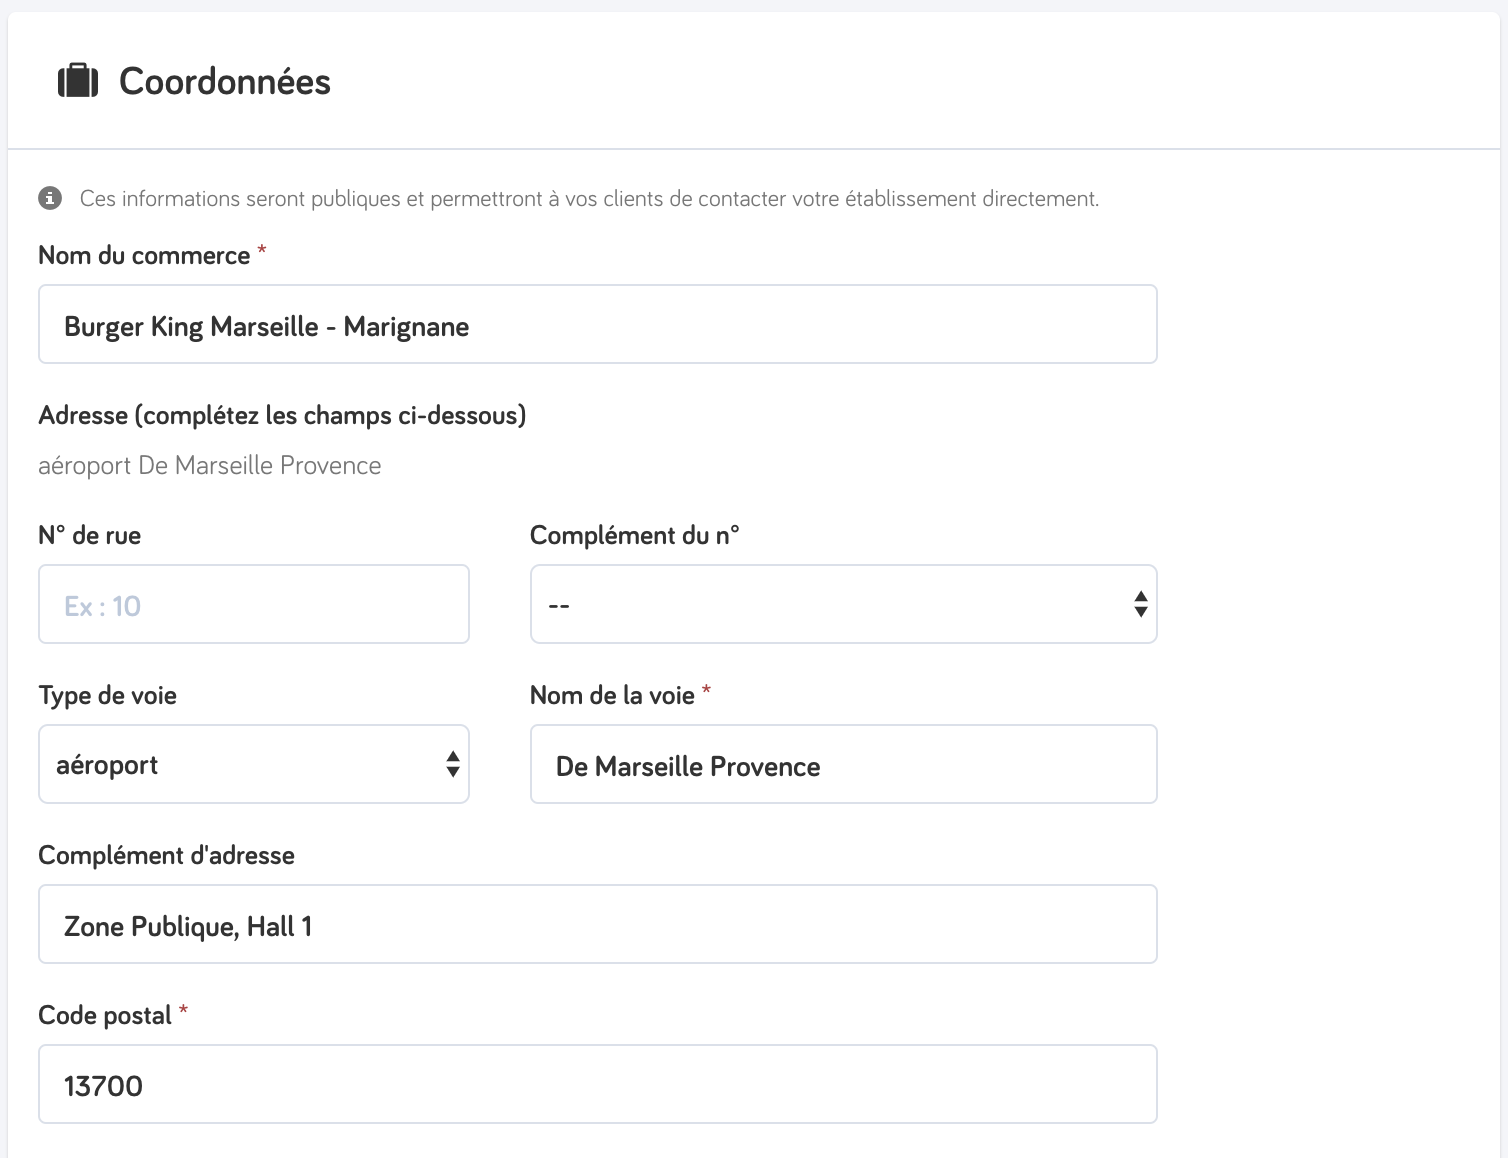 Coordonnées
Ces informations seront publiques et permettront à vos clients de contacter votre établissement directement.
Nom du commerce *
Burger King Marseille - Marignane
Adresse (complétez les champs ci-dessous)
aéroport De Marseille Provence
N° de rue
Complément du n°
Ex : 10
--
Type de voie
Nom de la voie *
aéroport
De Marseille Provence
Complément d'adresse
Zone Publique, Hall 1
Code postal *
13700